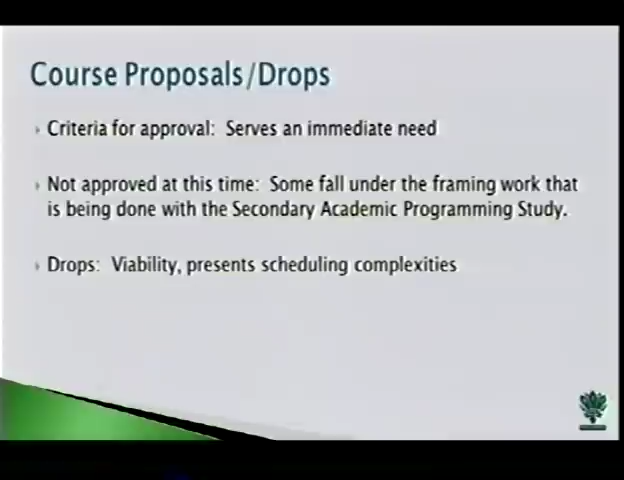 Course Proposals/Drops
Criteria for approval: Serves an immediate need
Not approved at this time: Some fall under the framing work that
is being done with the Secondary Academic Programming Study.
Drops: Viability, presents scheduling complexities